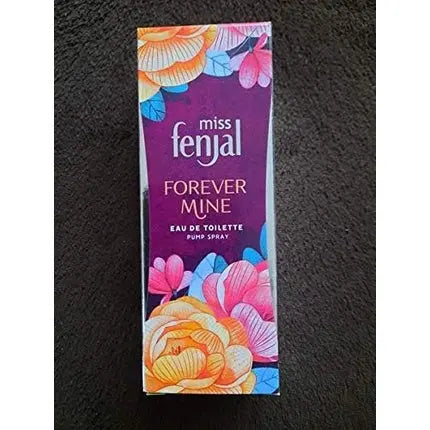 miss
fenjal
FOREVER
MINE
EAU DE TOILETTE
PUMP SPRAY